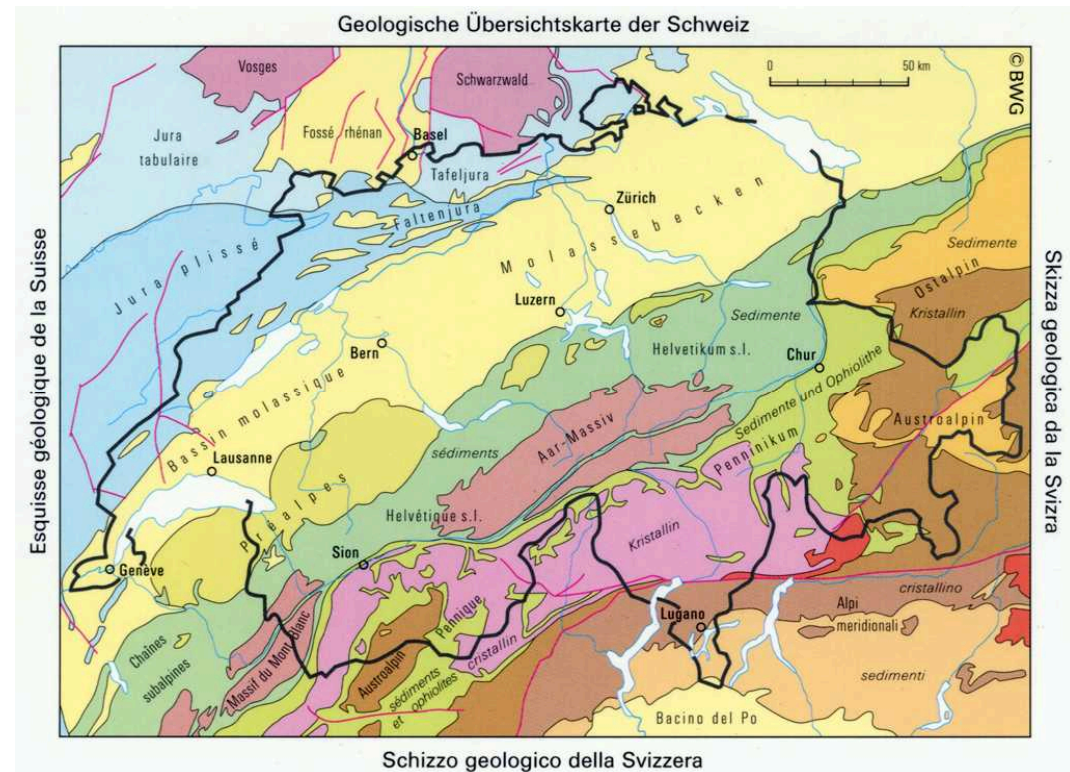 Geologische Übersichtskarte der Schweiz
Vosges
Schwarzwald
0 50 km
© BWG
Jura
tabulaire
Fossé rhénan
Basel
Tafeljura
Faltenjura
Zürich
Jura plissé
Molassebecken
Sedimente
Ostalpin
Kristallin
Luzern
Sedimente
Bern
Helvetikum s.l.
Chur
Bassin molassique
Sedimente und Ophiolithe
Austroalpin
Lausanne
sédiments
Aar-Massiv
Penninikum
Préalpes
Helvétique s.l.
Sion
Kristallin
Genève
cristallino
Alpi
meridionali
Lugano
Chaînes
subalpines
Massif du Mont Blanc
Pennique
cristallin
Austroalpin
sédiments
et ophiolites
sedimenti
Bacino del Po
Esquisse géologique de la Suisse
Skizza geologica da la Svizra
Schizzo geologico della Svizzera